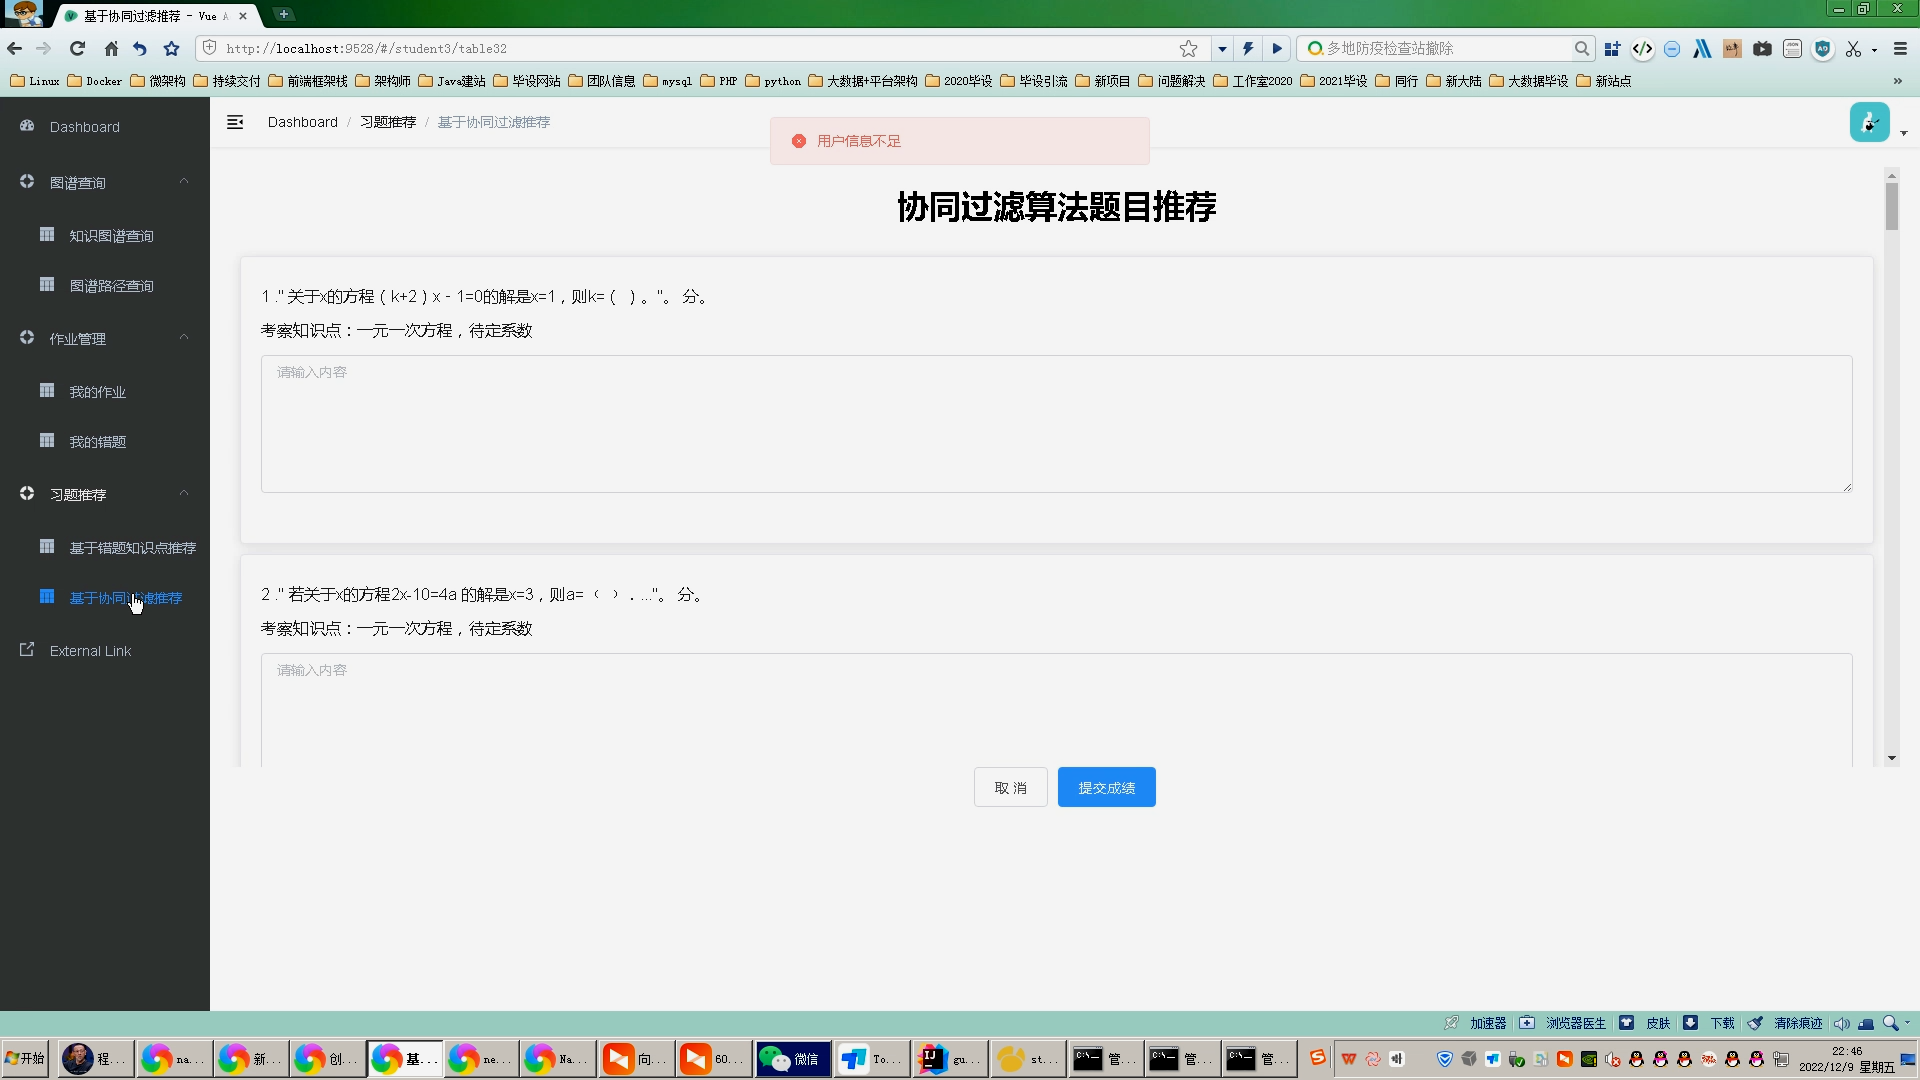 基于协同过滤推荐 - Vue A
http://localhost:9528/#/student3/table32
多地防疫检查站撤除
Linux Docker 微架构 持续交付 前端框架栈 架构师 Java建站 毕设网站 团队信息 mysql PHP python 大数据+平台架构 2020毕设 毕设引流 新项目 问题解决 工作室2020 2021毕设 同行 新大陆 大数据毕设 新站点 »
Dashboard
图谱查询
知识图谱查询
图谱路径查询
作业管理
我的作业
我的错题
习题推荐
基于错题知识点推荐
基于协同过滤推荐
External Link
Dashboard / 习题推荐 / 基于协同过滤推荐
用户信息不足
协同过滤算法题目推荐
1 ." 关于x的方程（k+2）x﹣1=0的解是x=1，则k=（ ）。"。 分。
考察知识点：一元一次方程，待定系数
请输入内容
2 ." 若关于x的方程2x-10=4a 的解是x=3，则a=（ ）. ..."。 分。
考察知识点：一元一次方程，待定系数
请输入内容
取 消
提交成绩
加速器 浏览器医生 皮肤 下载 清除痕迹
开始 程... na... 新... 创... 基... ne... Na... 向... 60... 微信 To... gu... st... 管... 管... 管...
22:46
2022/12/9 星期五